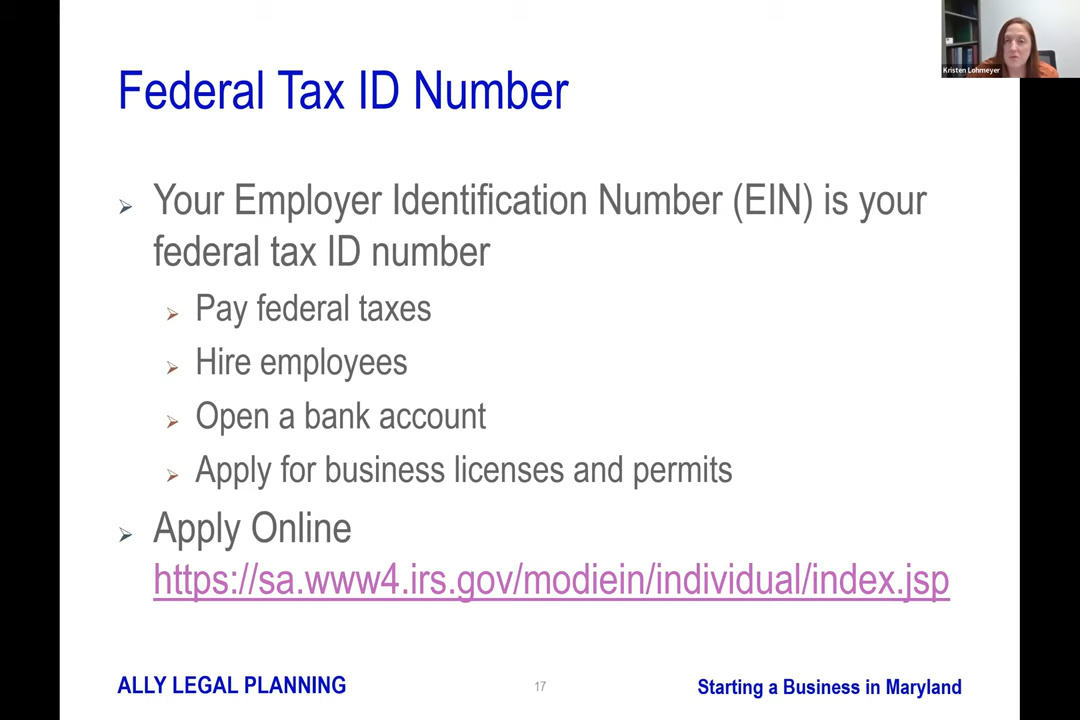 Kristen Lohmeyer
Federal Tax ID Number
Your Employer Identification Number (EIN) is your
federal tax ID number
Pay federal taxes
Hire employees
Open a bank account
Apply for business licenses and permits
Apply Online
https://sa.www4.irs.gov/modiein/individual/index.jsp
ALLY LEGAL PLANNING
17
Starting a Business in Maryland